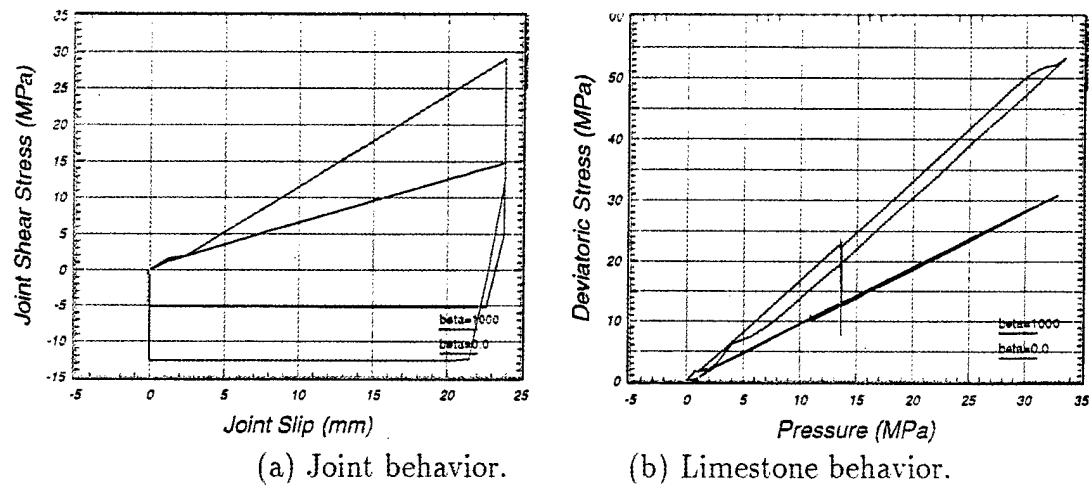 35
30
25
20
15
10
5
0
-5
-10
-15
Joint Shear Stress (MPa)
beta=1000
beta=0.0
-5 0 5 10 15 20 25
Joint Slip (mm)
(a) Joint behavior.
60
50
40
30
20
10
0
Deviatoric Stress (MPa)
beta=1000
beta=0.0
-5 0 5 10 15 20 25 30 35
Pressure (MPa)
(b) Limestone behavior.